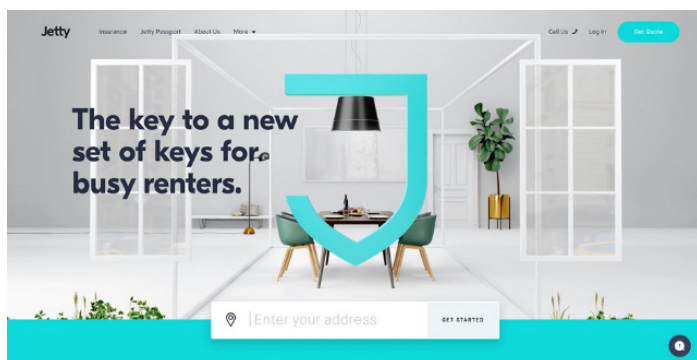 Jetty
Insurance
Jetty Passport
About Us
More
Call Us
Log In
Get Quote
The key to a new
set of keys for
busy renters.
Enter your address
GET STARTED